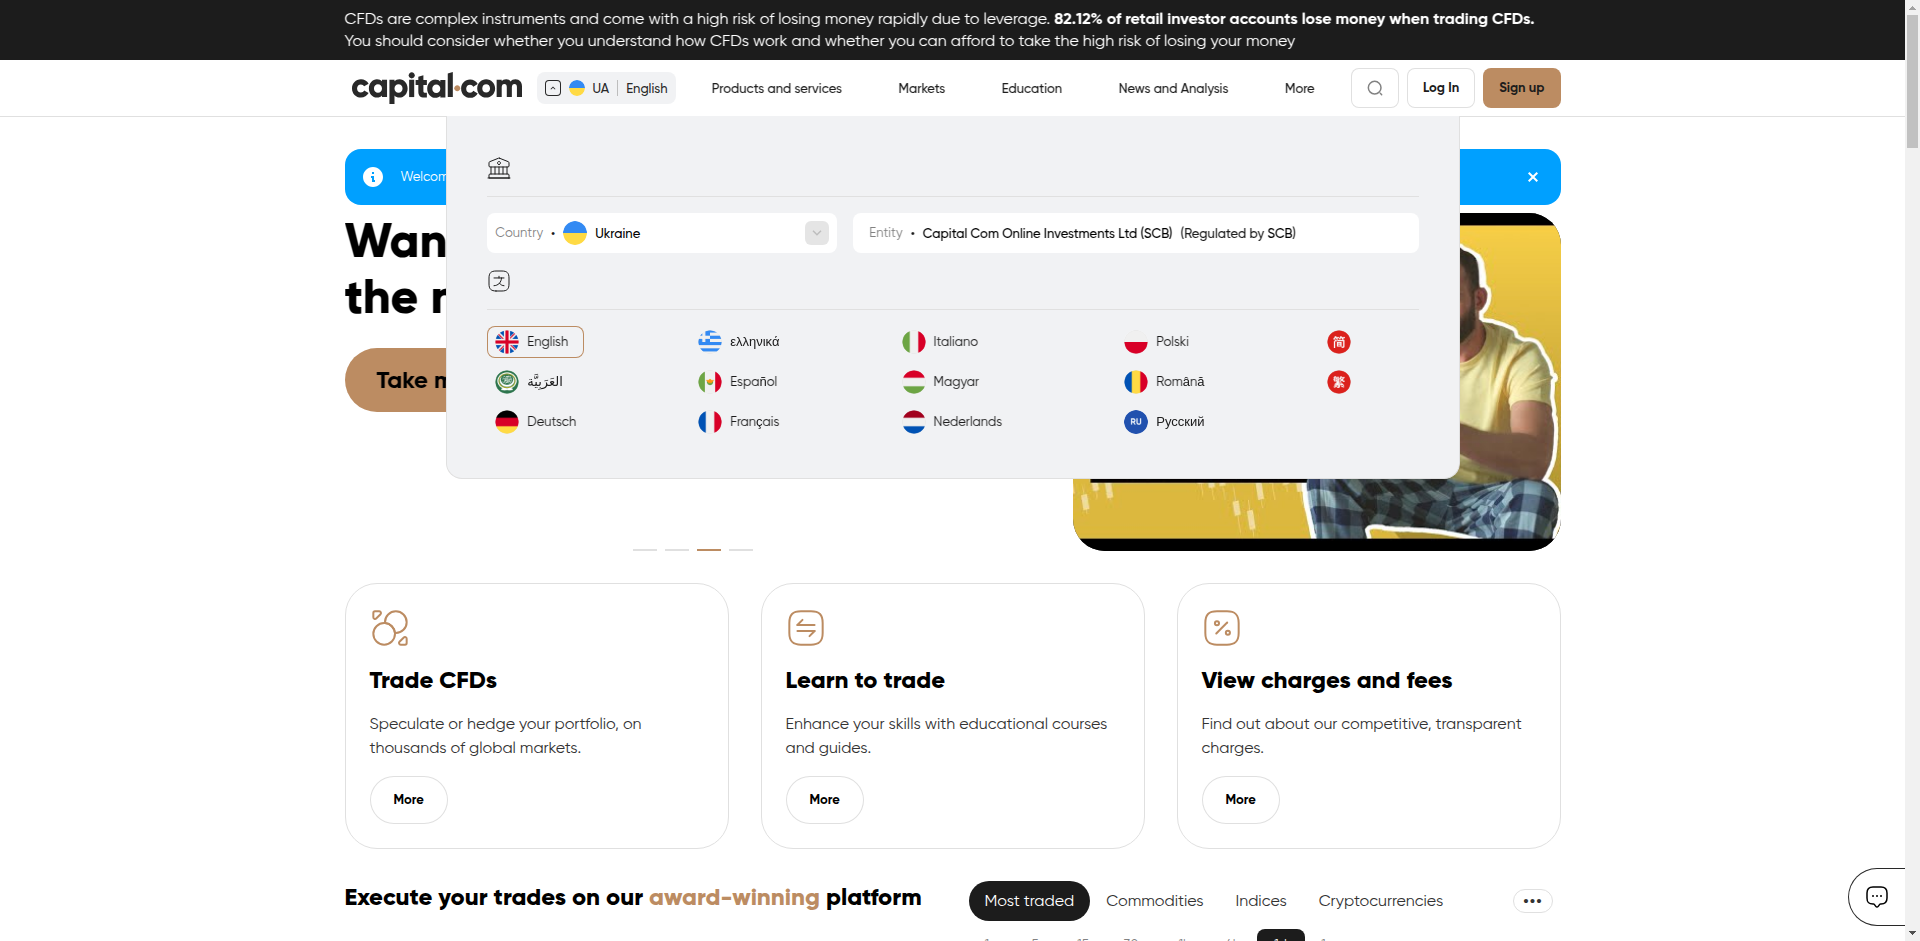 CFDs are complex instruments and come with a high risk of losing money rapidly due to leverage. 82.12% of retail investor accounts lose money when trading CFDs.
You should consider whether you understand how CFDs work and whether you can afford to take the high risk of losing your money
capital.com
UA English
Products and services
Markets
Education
News and Analysis
More
Log In
Sign up
Country • Ukraine
Entity • Capital Com Online Investments Ltd (SCB) (Regulated by SCB)
文
English
ελληνικά
Italiano
Polski
简
العَرَبِيَّة
Español
Magyar
Română
繁
Deutsch
Français
Nederlands
RU Русский
the
Take
Trade CFDs
Speculate or hedge your portfolio, on
thousands of global markets.
More
Learn to trade
Enhance your skills with educational courses
and guides.
More
View charges and fees
Find out about our competitive, transparent
charges.
More
Execute your trades on our award-winning platform
Most traded
Commodities
Indices
Cryptocurrencies